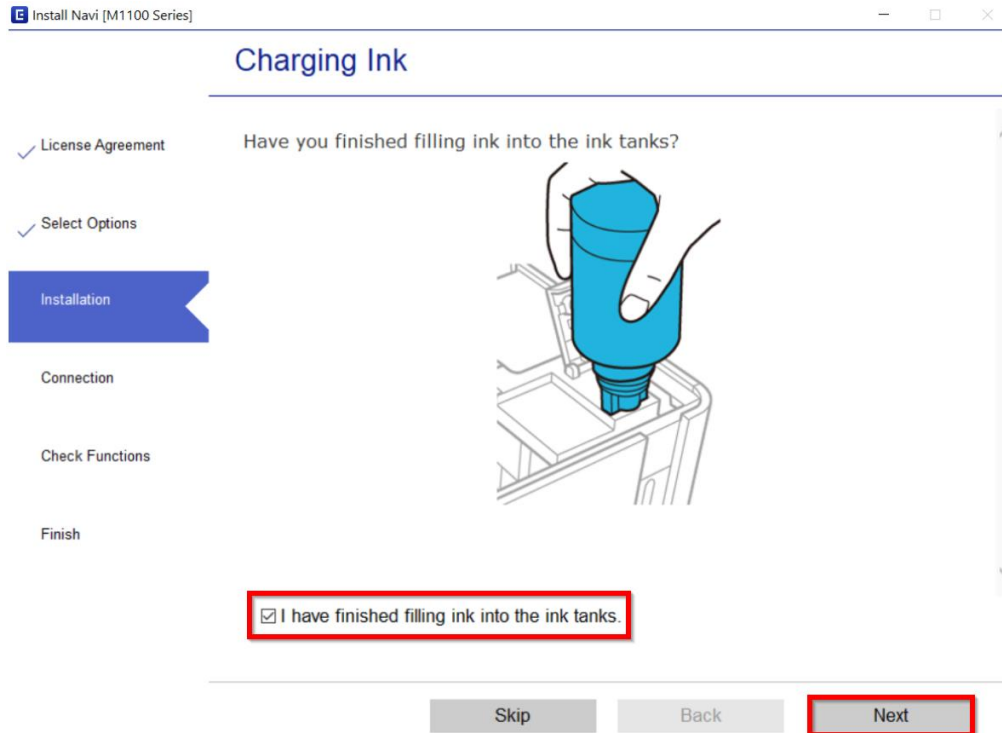 Install Navi [M1100 Series]
Charging Ink
License Agreement
Select Options
Installation
Connection
Check Functions
Finish
Have you finished filling ink into the ink tanks?
I have finished filling ink into the ink tanks.
Skip
Back
Next